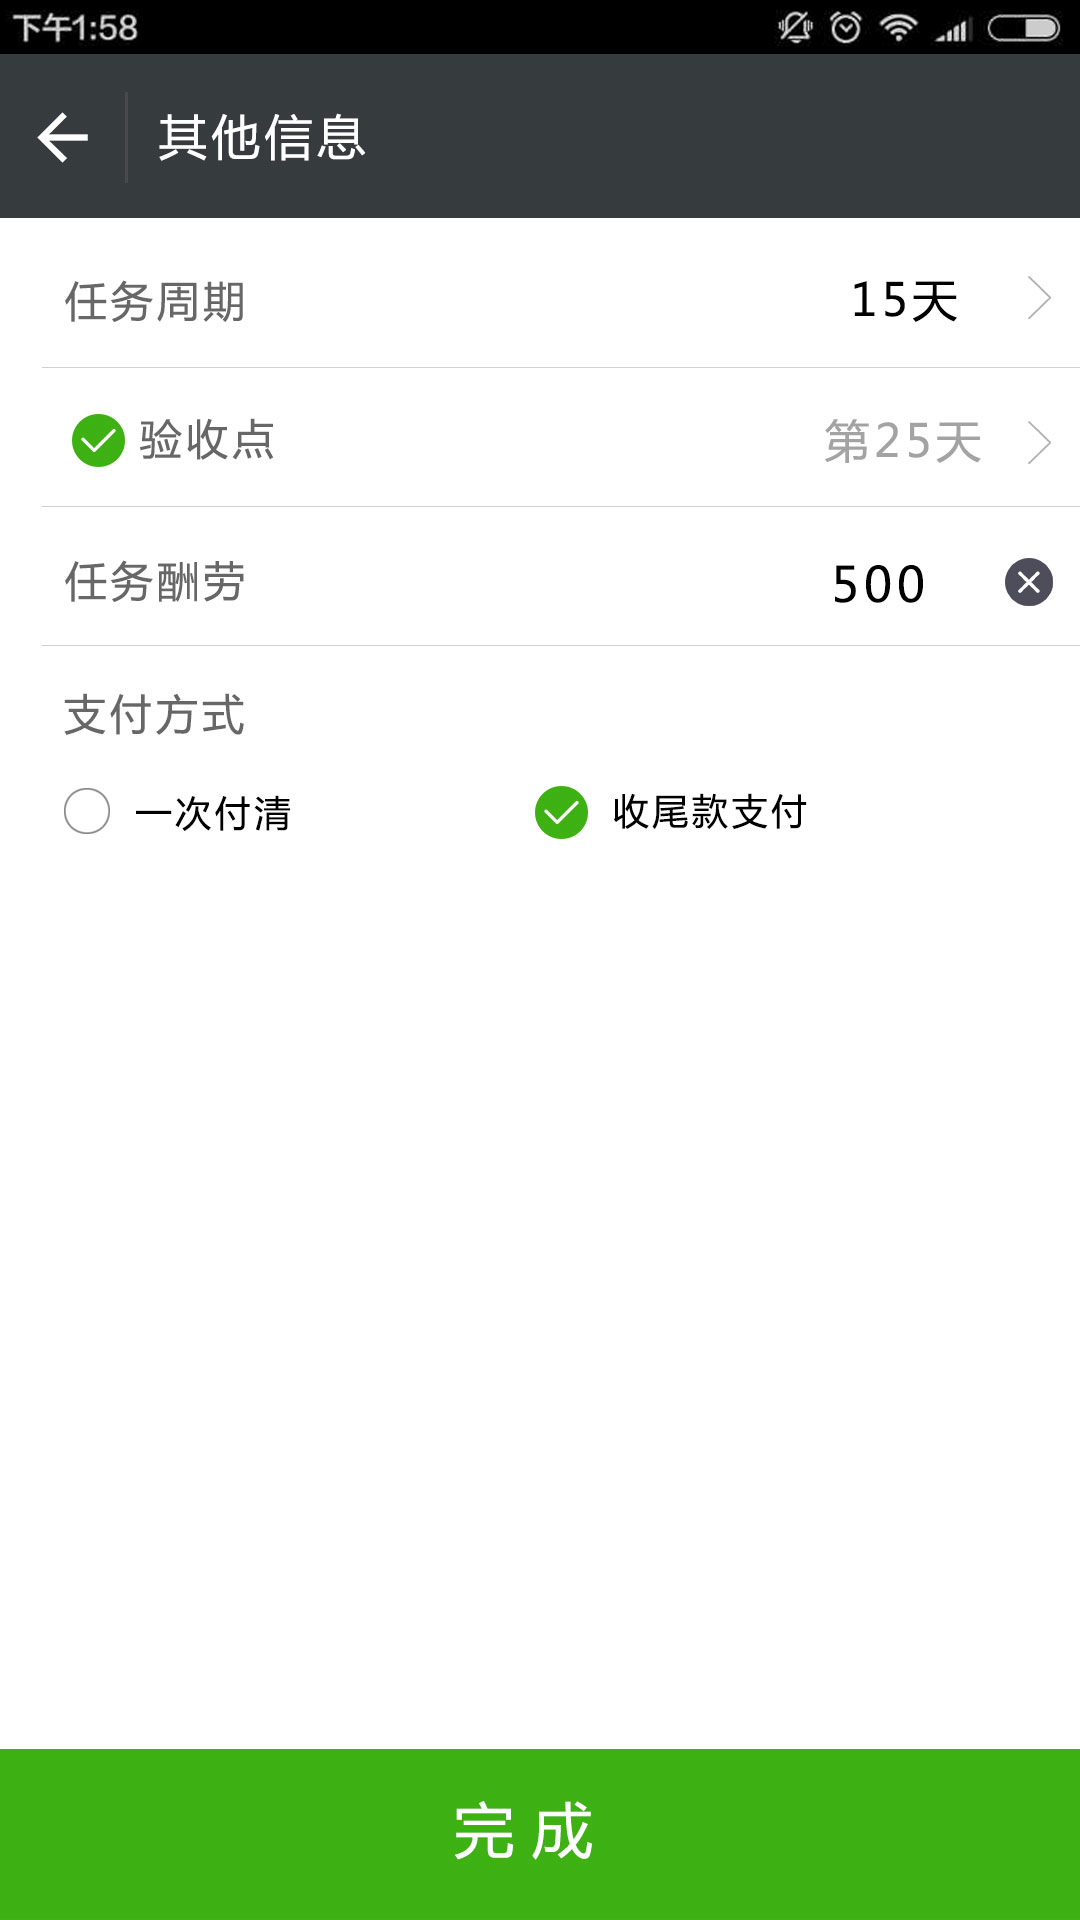 下午1:58
其他信息
任务周期 15天
验收点 第25天
任务酬劳 500
支付方式
一次付清 收尾款支付
完成